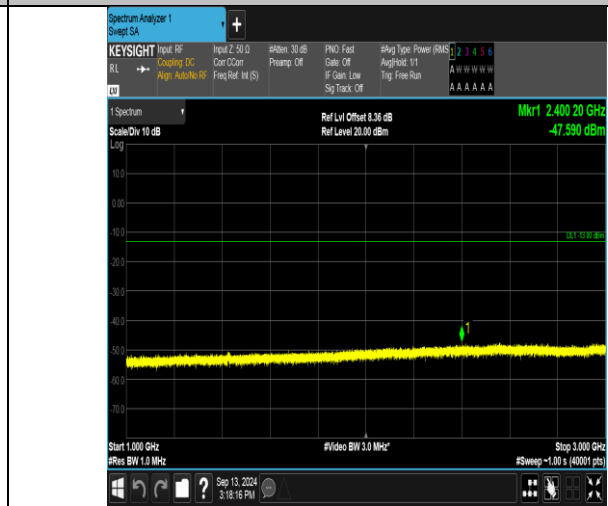 Spectrum Analyzer 1
Swept SA
+
KEYSIGHT Input: RF Input Z: 50 Ω #Atten: 30 dB PNO: Fast #Avg Type: Power (RMS 1 2 3 4 5 6
RL Coupling: DC Corr CCorr Preamp: Off Gate: Off Avg|Hold: 1/1 A W W W W W
Align: Auto/No RF Freq Ref: Int (S) IF Gain: Low Trig: Free Run A A A A A A
Sig Track: Off
1 Spectrum Ref Lvl Offset 8.36 dB Mkr1 2.400 20 GHz
Scale/Div 10 dB Ref Level 20.00 dBm -47.590 dBm
Log
10.0
0.00
-10.0
DL1 -13.00 dBm
-20.0
-30.0
-40.0
1
-50.0
-60.0
-70.0
Start 1.000 GHz #Video BW 3.0 MHz* Stop 3.000 GHz
#Res BW 1.0 MHz #Sweep ~1.00 s (40001 pts)
? Sep 13, 2024
3:18:16 PM